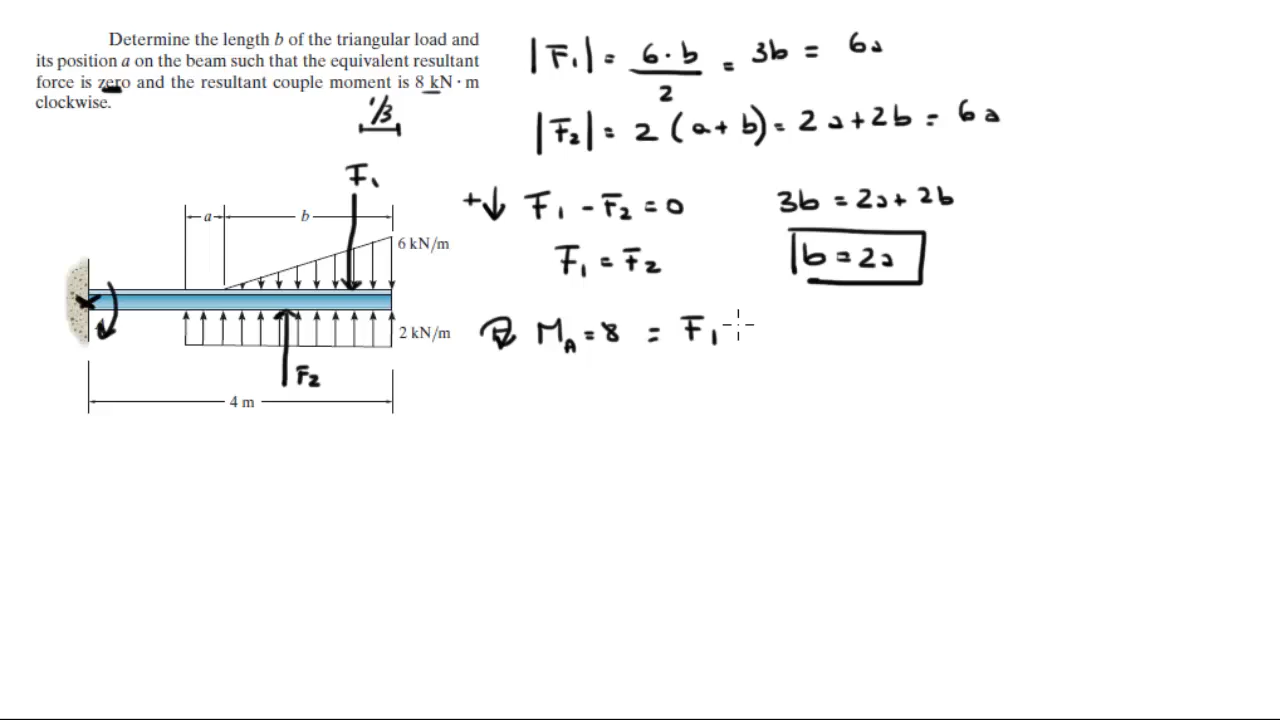 Determine the length b of the triangular load and
its position a on the beam such that the equivalent resultant
force is zero and the resultant couple moment is 8 kN · m
clockwise.
1/3
F₁
a
b
6 kN/m
2 kN/m
F₂
4 m
|F₁| = 6 · b / 2 = 3b = 6a
|F₂| = 2 (a + b) = 2a + 2b = 6a
+↓ F₁ - F₂ = 0
3b = 2a + 2b
F₁ = F₂
b = 2a
M_A = 8 = F₁